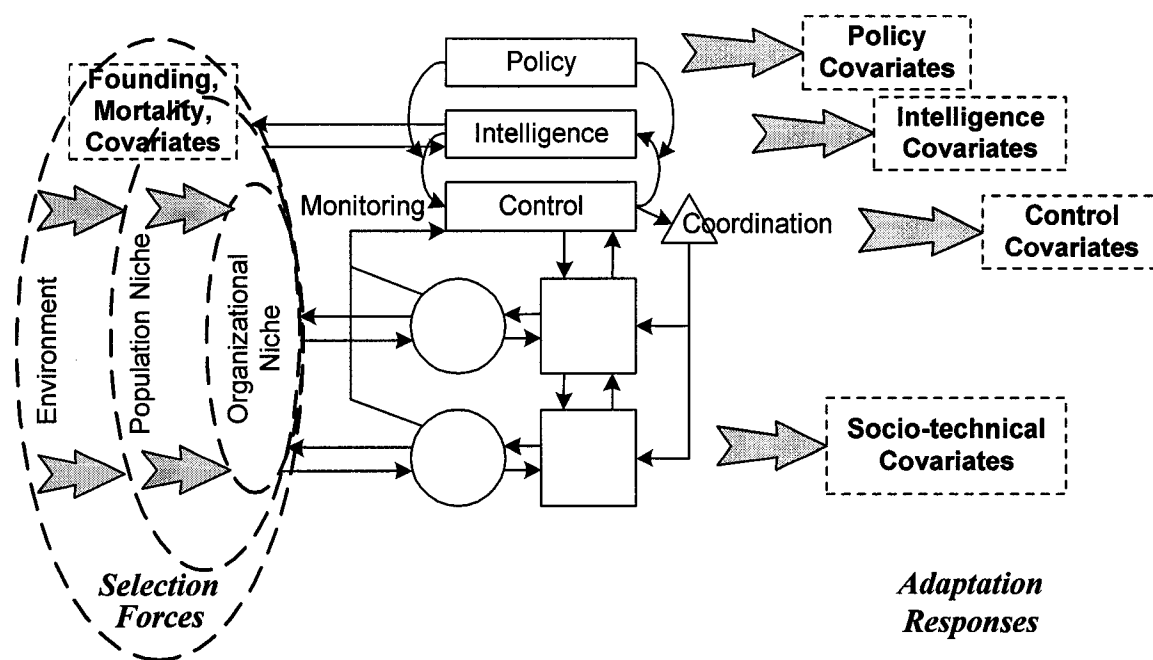 Founding,
Mortality,
Covariates
Environment
Population Niche
Organizational
Niche
Selection
Forces
Policy
Intelligence
Monitoring
Control
Coordination
Policy
Covariates
Intelligence
Covariates
Control
Covariates
Socio-technical
Covariates
Adaptation
Responses